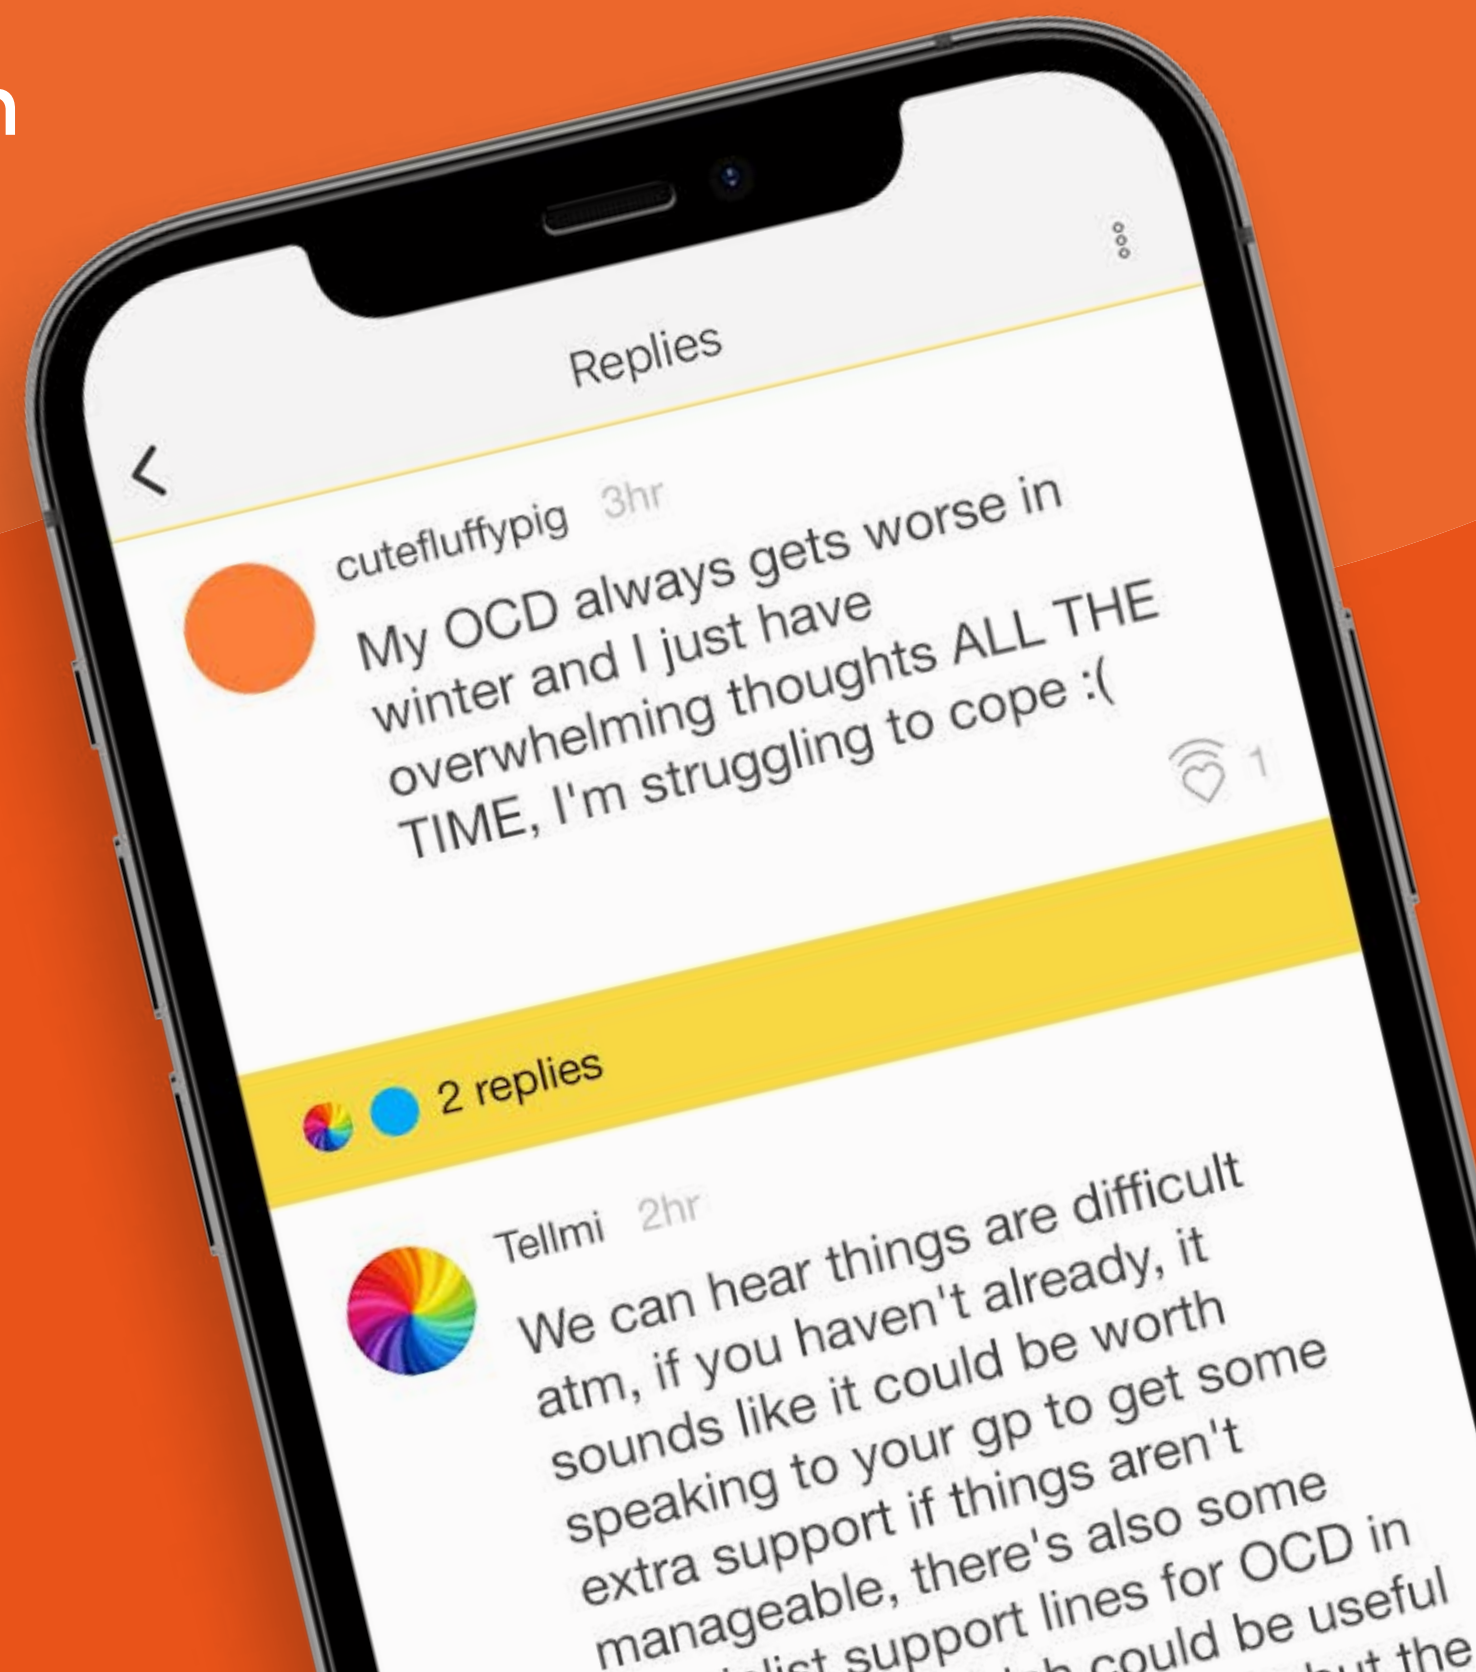 Replies
cutefluffypig 3hr
My OCD always gets worse in
winter and I just have
overwhelming thoughts ALL THE
TIME, I'm struggling to cope :(
1
2 replies
Tellmi 2hr
We can hear things are difficult
atm, if you haven't already, it
sounds like it could be worth
speaking to your gp to get some
extra support if things aren't
manageable, there's also some
support lines for OCD in
could be useful
but the